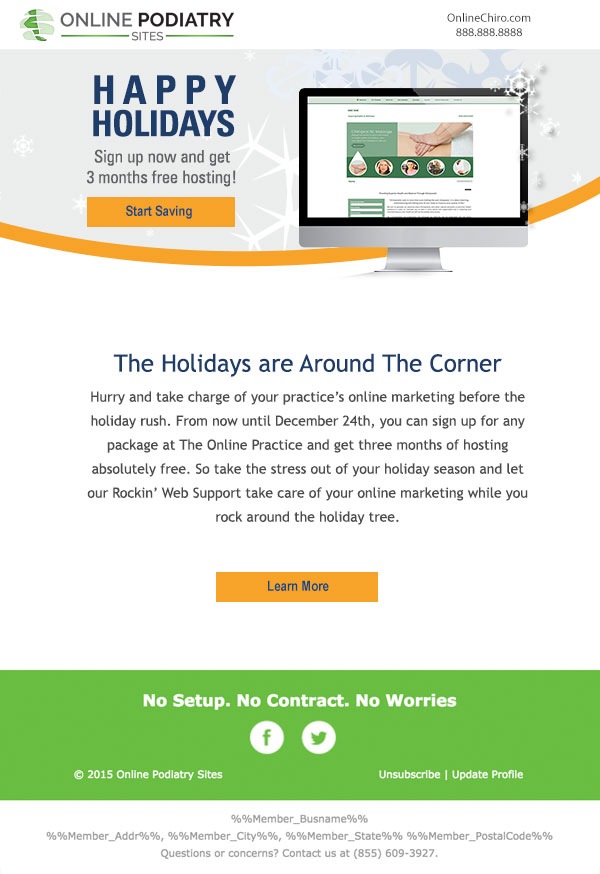 ONLINE PODIATRY
SITES
OnlineChiro.com
888.888.8888
HAPPY
HOLIDAYS
Sign up now and get
3 months free hosting!
Start Saving
Chiropractic Massage
The Holidays are Around The Corner
Hurry and take charge of your practice’s online marketing before the
holiday rush. From now until December 24th, you can sign up for any
package at The Online Practice and get three months of hosting
absolutely free. So take the stress out of your holiday season and let
our Rockin’ Web Support take care of your online marketing while you
rock around the holiday tree.
Learn More
No Setup. No Contract. No Worries
© 2015 Online Podiatry Sites
Unsubscribe | Update Profile
%%Member_Busname%%
%%Member_Addr%%, %%Member_City%%, %%Member_State%% %%Member_PostalCode%%
Questions or concerns? Contact us at (855) 609-3927.